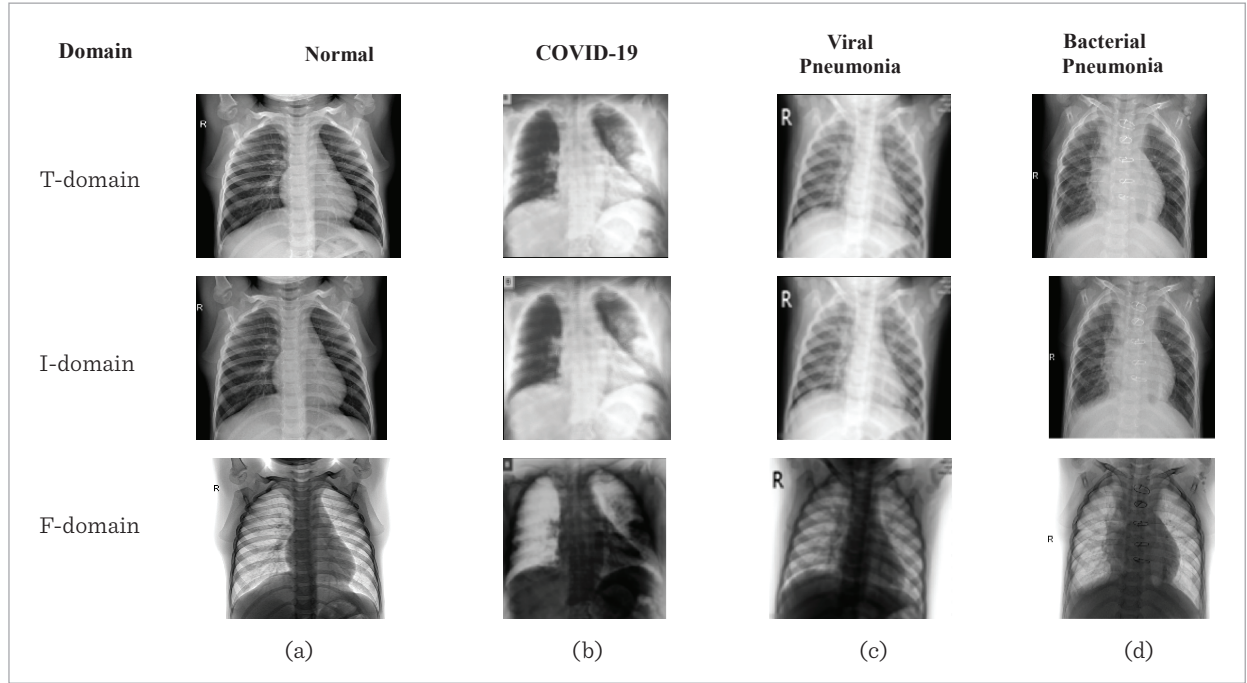 Domain Normal COVID-19 Viral Pneumonia Bacterial Pneumonia
R R R
T-domain
R
R R
I-domain
R
R R
F-domain
R
(a) (b) (c) (d)